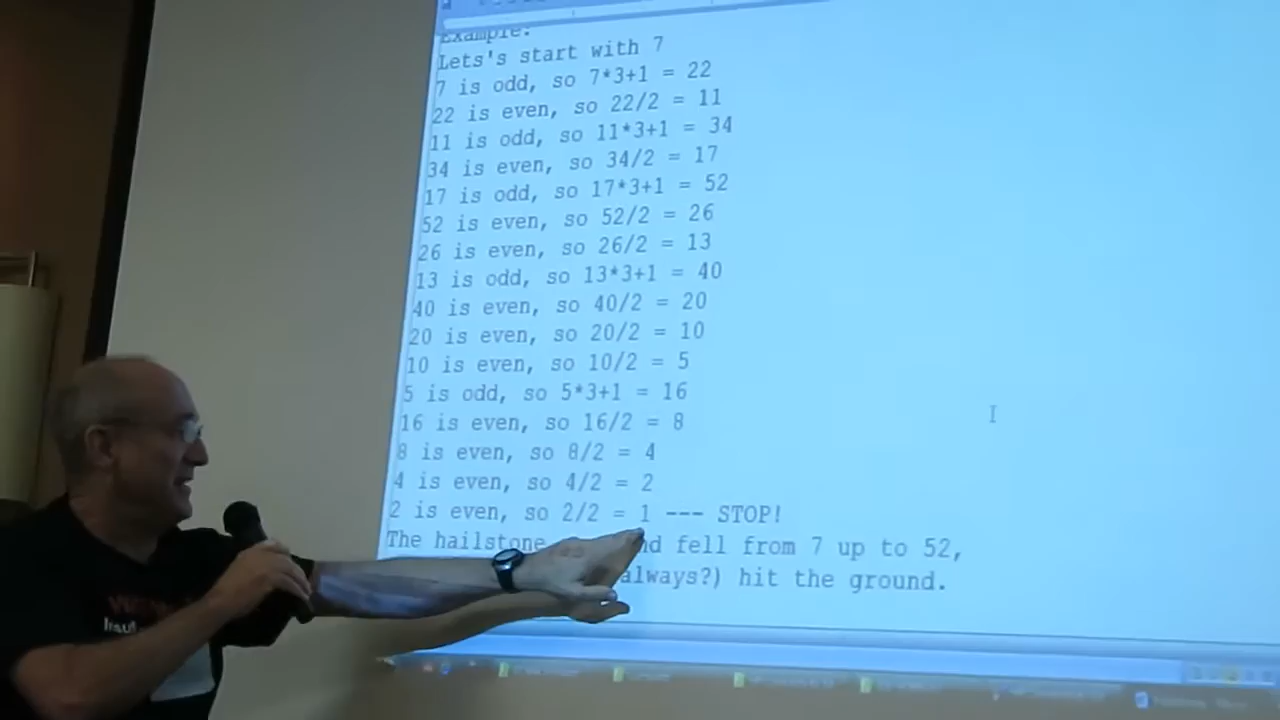 Example:
Lets's start with 7
7 is odd, so 7*3+1 = 22
22 is even, so 22/2 = 11
11 is odd, so 11*3+1 = 34
34 is even, so 34/2 = 17
17 is odd, so 17*3+1 = 52
52 is even, so 52/2 = 26
26 is even, so 26/2 = 13
13 is odd, so 13*3+1 = 40
40 is even, so 40/2 = 20
20 is even, so 20/2 = 10
10 is even, so 10/2 = 5
5 is odd, so 5*3+1 = 16
16 is even, so 16/2 = 8
8 is even, so 8/2 = 4
4 is even, so 4/2 = 2
2 is even, so 2/2 = 1 --- STOP!
The hailstone fell from 7 up to 52,
always?) hit the ground.